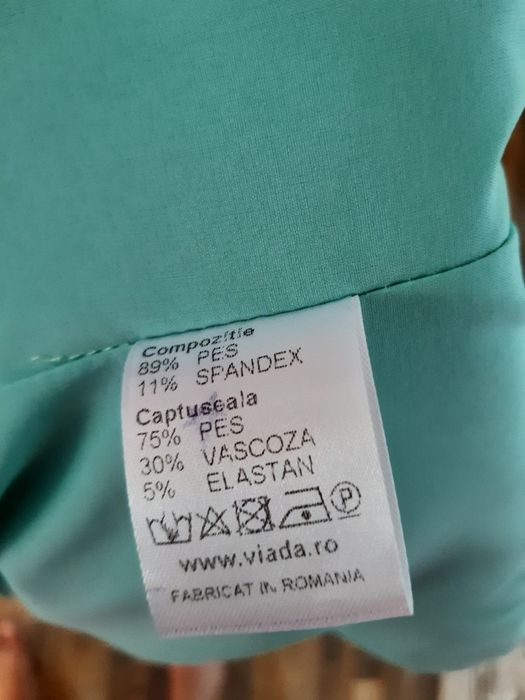 Compozitie
89% PES
11% SPANDEX
Captuseala
75% PES
30% VASCOZA
5% ELASTAN
P
www.viada.ro
FABRICAT IN ROMANIA